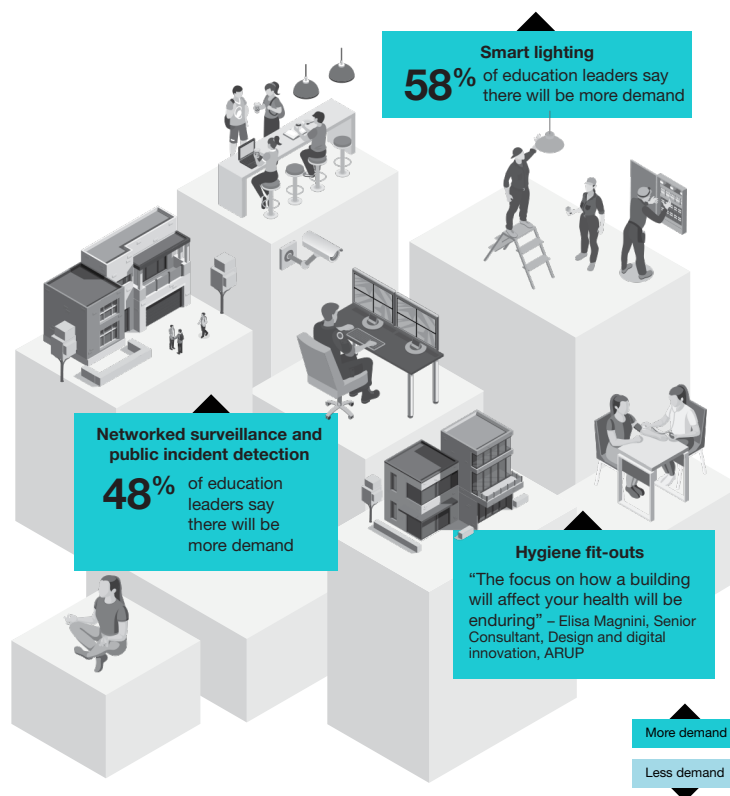 Smart lighting
58% of education leaders say
there will be more demand
Networked surveillance and
public incident detection
48% of education
leaders say
there will be
more demand
Hygiene fit-outs
“The focus on how a building
will affect your health will be
enduring” – Elisa Magnini, Senior
Consultant, Design and digital
innovation, ARUP
More demand
Less demand